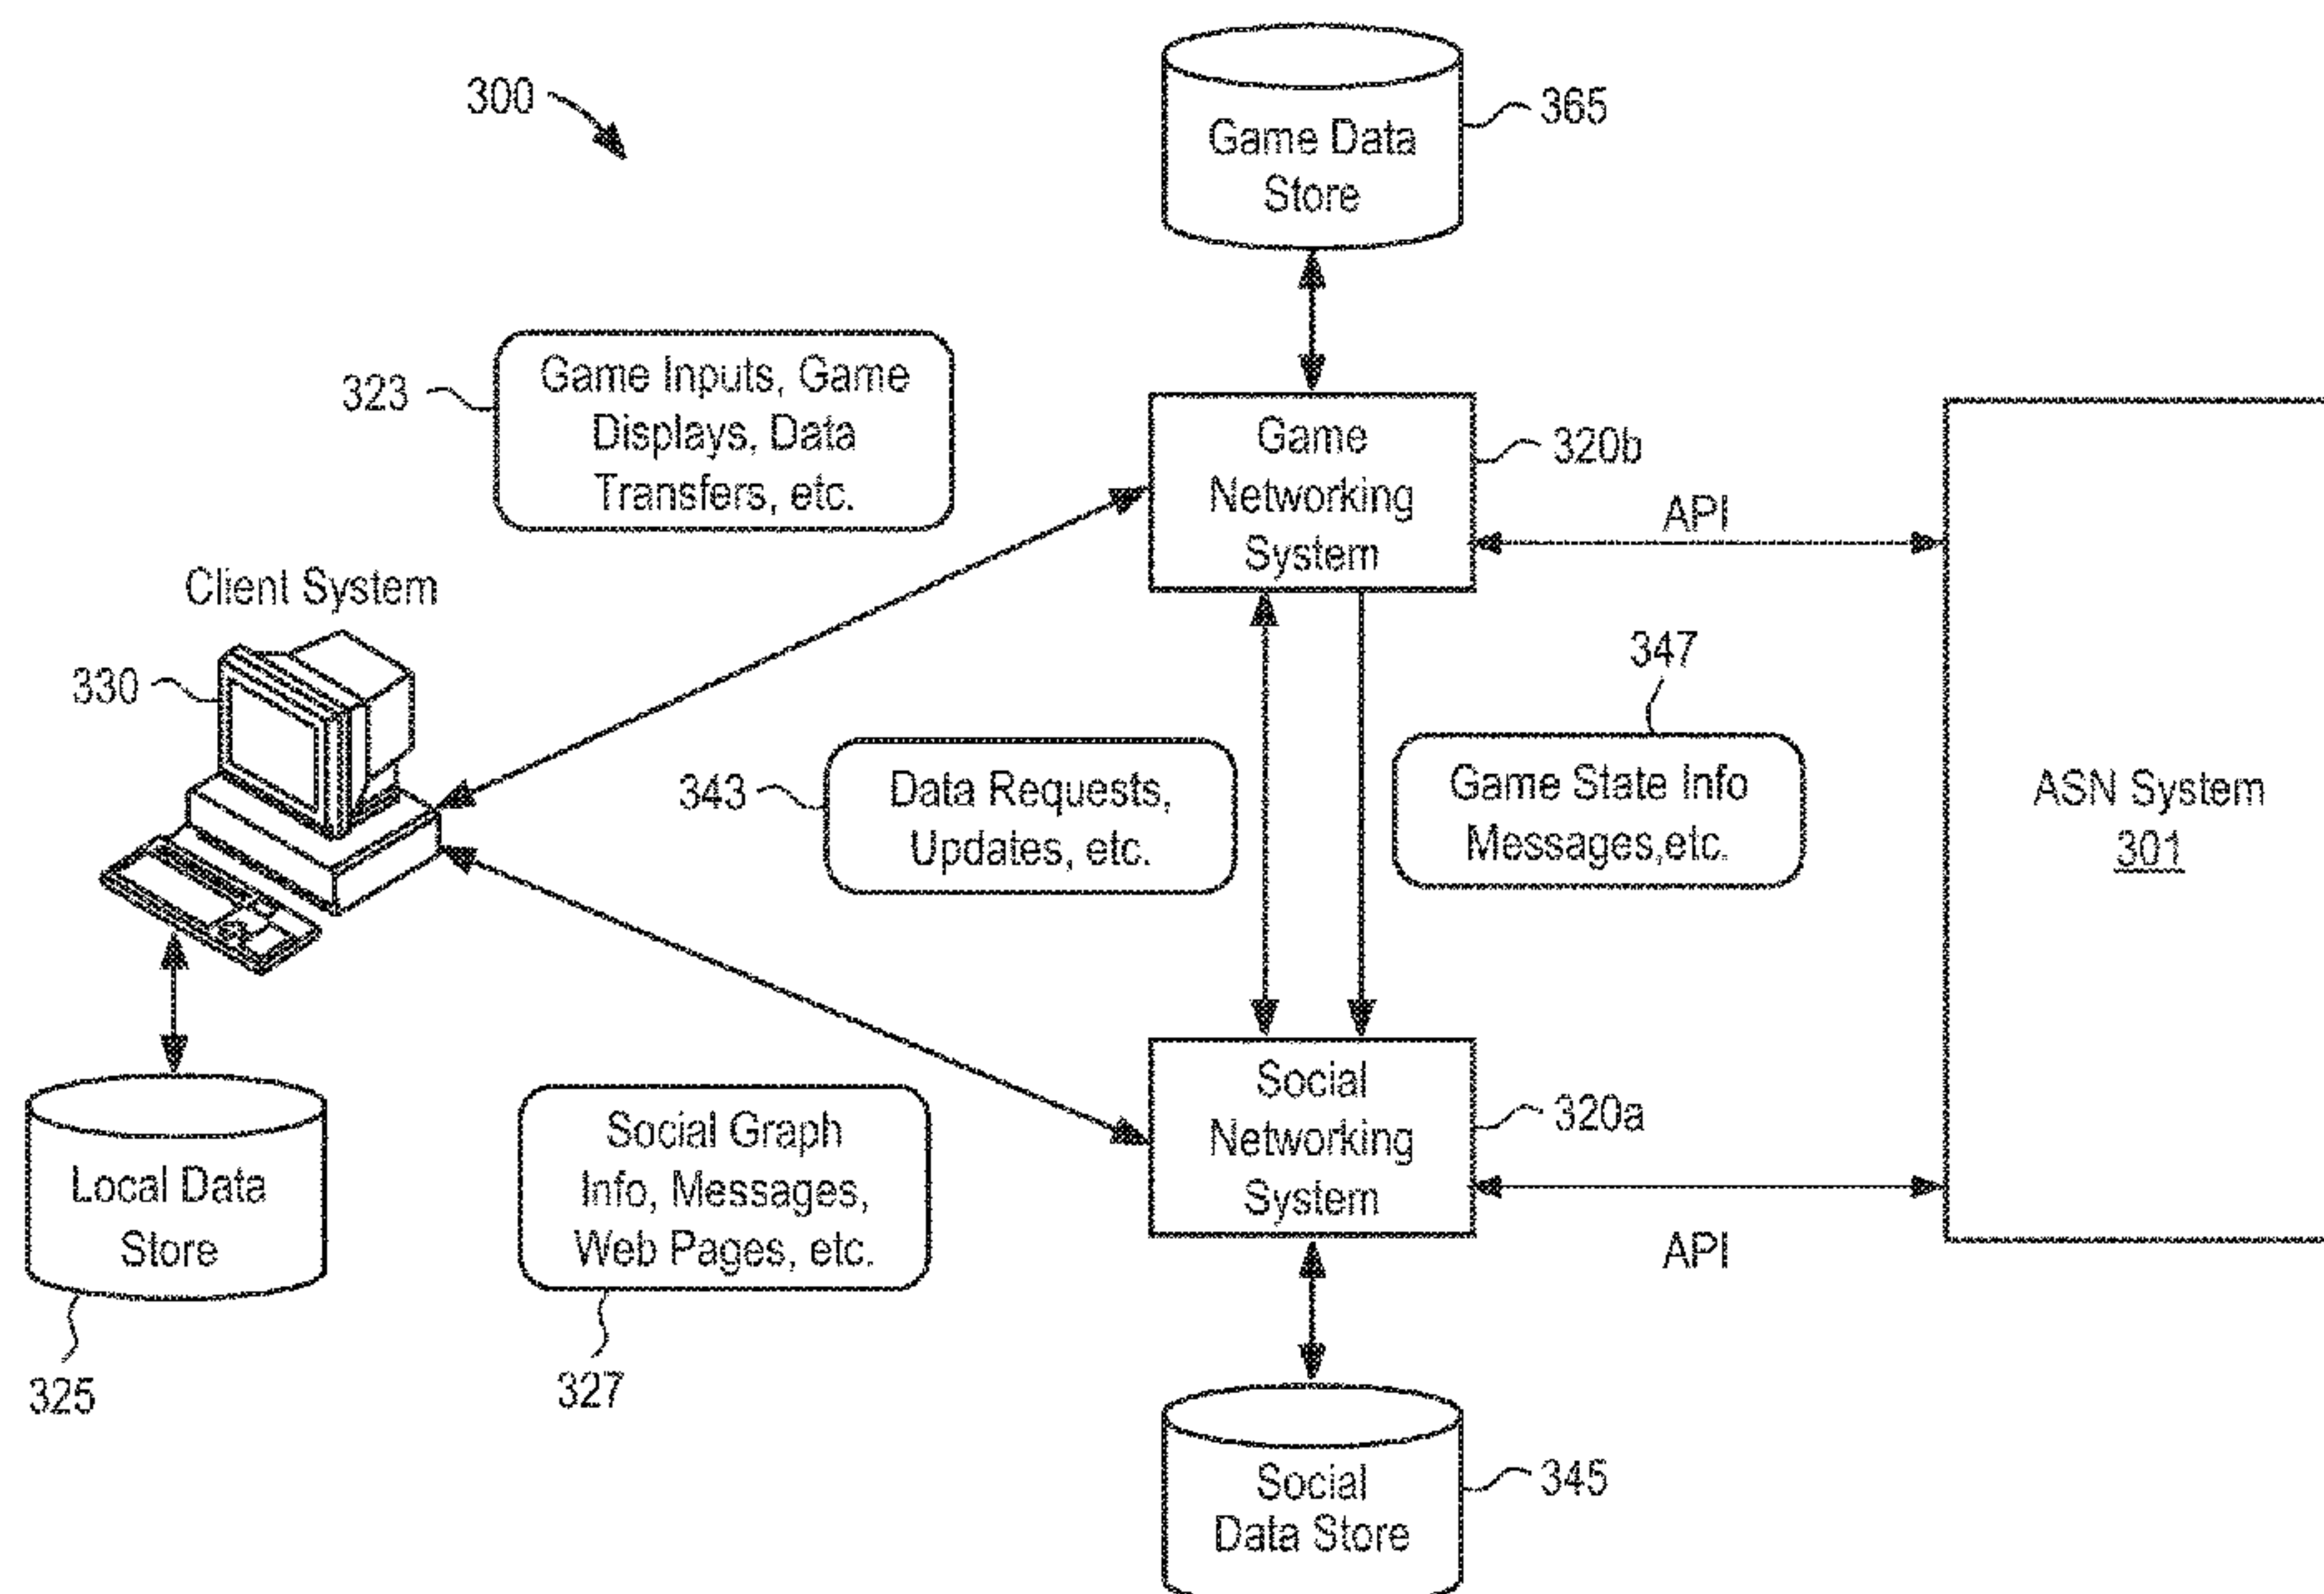 300
Game Data
Store
365
323
Game Inputs, Game
Displays, Data
Transfers, etc.
Game
Networking
System
320b
API
Client System
330
347
343
Data Requests,
Updates, etc.
Game State Info
Messages,etc.
ASN System
301
Social
Networking
System
320a
API
Local Data
Store
325
Social Graph
Info, Messages,
Web Pages, etc.
327
Social
Data Store
345